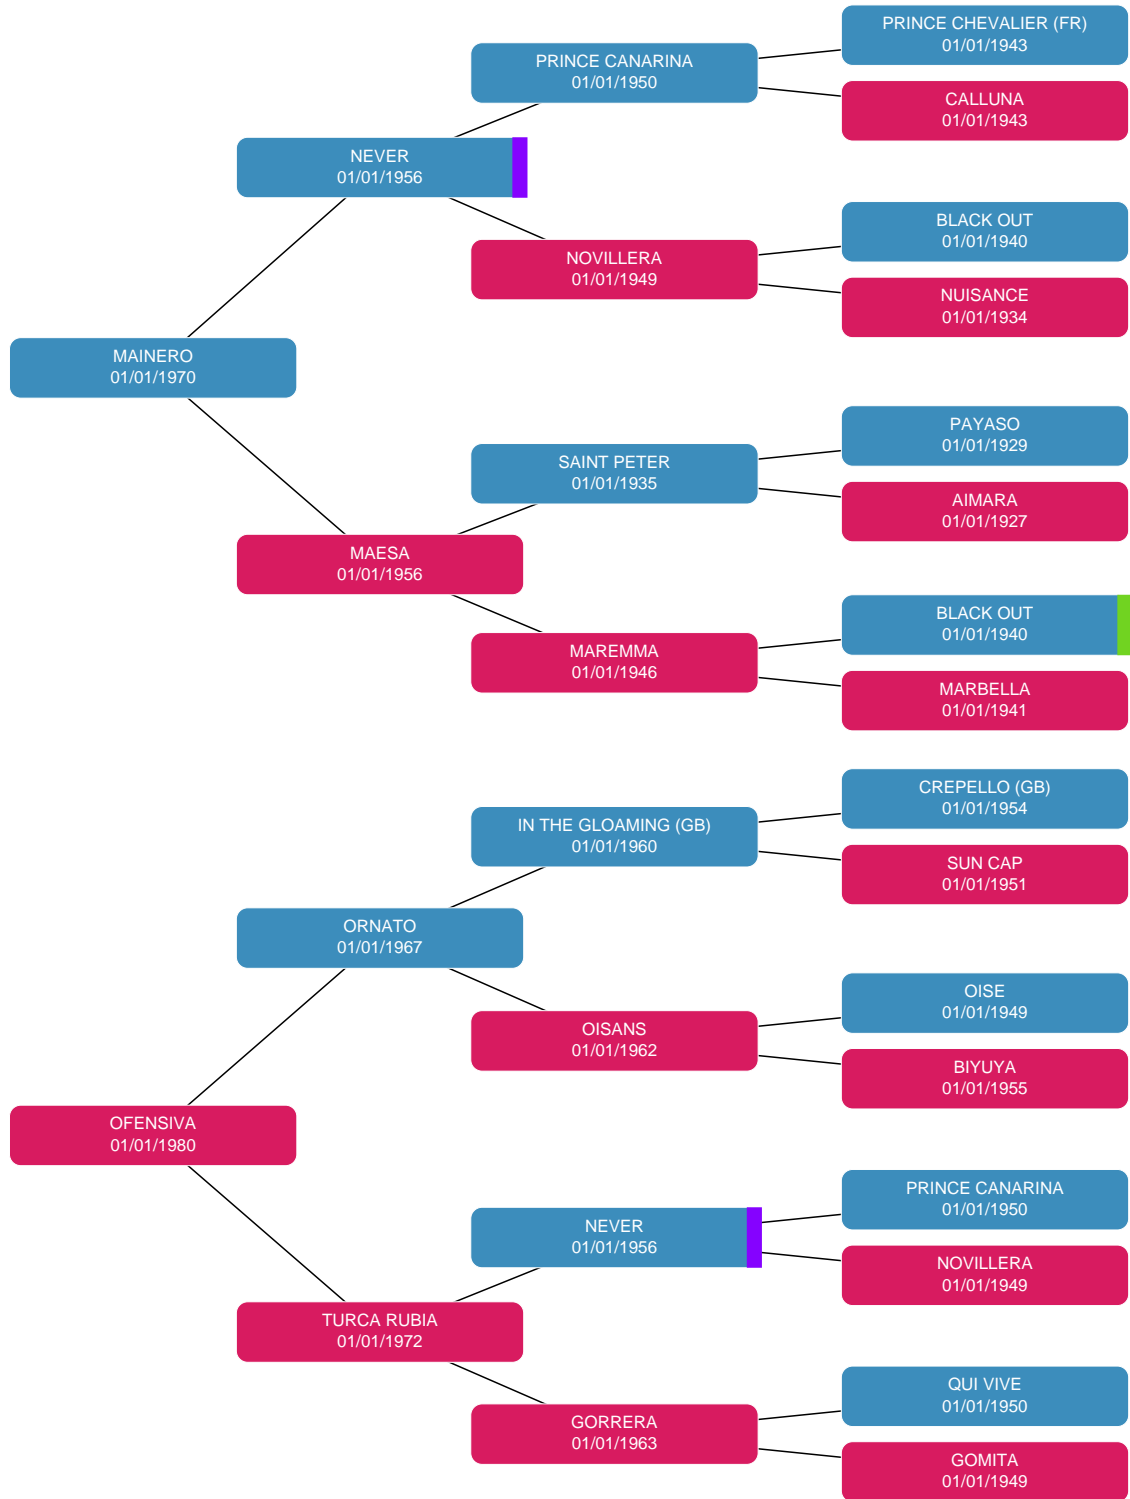 PRINCE CHEVALIER (FR)
01/01/1943
PRINCE CANARINA
01/01/1950
CALLUNA
01/01/1943
NEVER
01/01/1956
BLACK OUT
01/01/1940
NOVILLERA
01/01/1949
NUISANCE
01/01/1934
MAINERO
01/01/1970
PAYASO
01/01/1929
SAINT PETER
01/01/1935
AIMARA
01/01/1927
MAESA
01/01/1956
BLACK OUT
01/01/1940
MAREMMA
01/01/1946
MARBELLA
01/01/1941
CREPELLO (GB)
01/01/1954
IN THE GLOAMING (GB)
01/01/1960
SUN CAP
01/01/1951
ORNATO
01/01/1967
OISE
01/01/1949
OISANS
01/01/1962
BIYUYA
01/01/1955
OFENSIVA
01/01/1980
PRINCE CANARINA
01/01/1950
NEVER
01/01/1956
NOVILLERA
01/01/1949
TURCA RUBIA
01/01/1972
QUI VIVE
01/01/1950
GORRERA
01/01/1963
GOMITA
01/01/1949